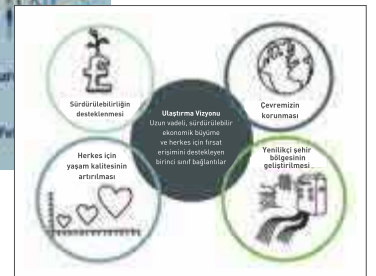 Sürdürülebilirliğin
desteklenmesi
Çevremizin
korunması
Ulaştırma Vizyonu
Uzun vadeli, sürdürülebilir
ekonomik büyüme
ve herkes için fırsat
erişimini destekleyen
birinci sınıf bağlantılar
Herkes için
yaşam kalitesinin
artırılması
Yenilikçi şehir
bölgesinin
geliştirilmesi